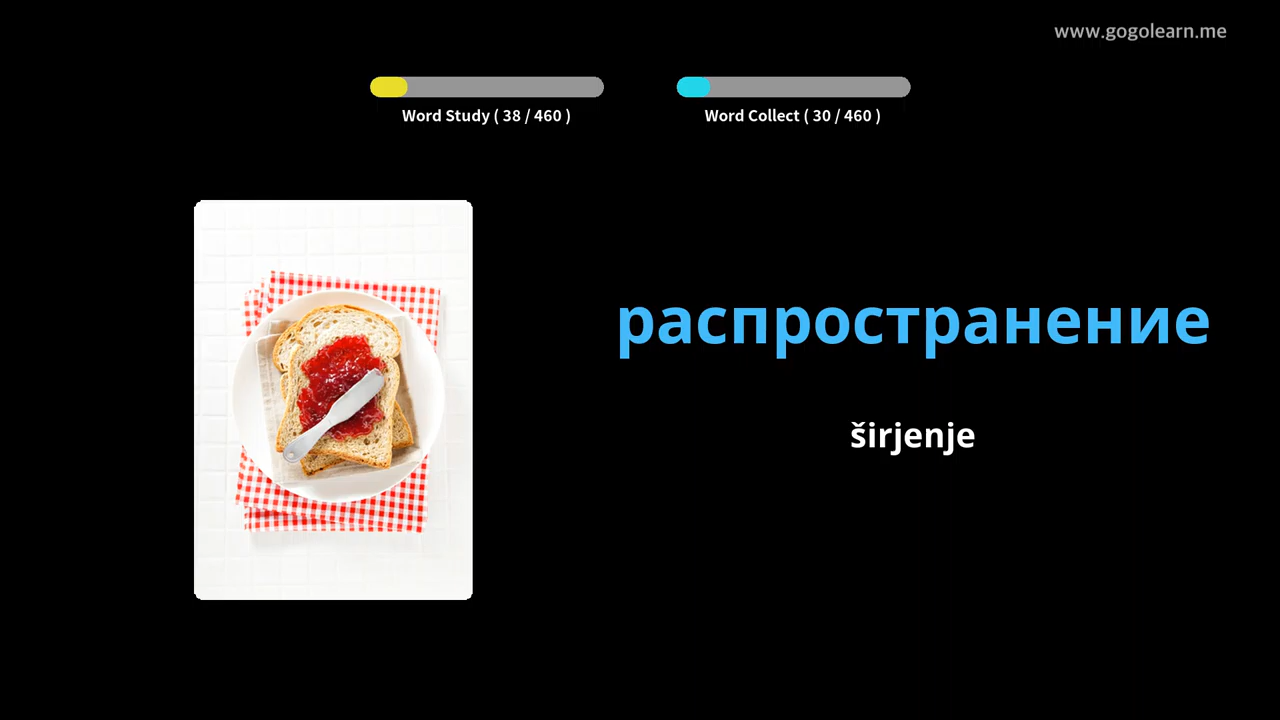 www.gogolearn.me
Word Study ( 38 / 460 )
Word Collect ( 30 / 460 )
распространение
širjenje